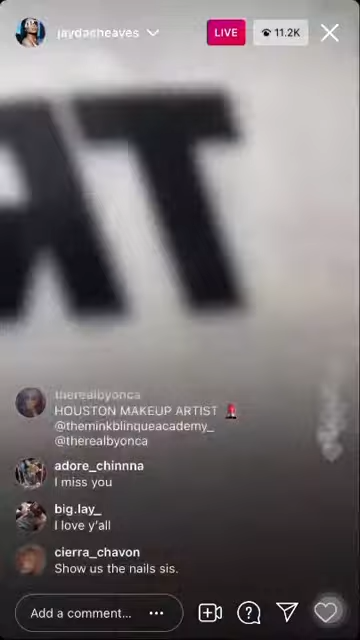 jaydacheaves
LIVE
11.2K
AT
therealbyonca
HOUSTON MAKEUP ARTIST 🚨
@theminkblinqueacademy_
@therealbyonca
adore_chinnna
I miss you
big.lay_
I love y'all
cierra_chavon
Show us the nails sis.
Add a comment...